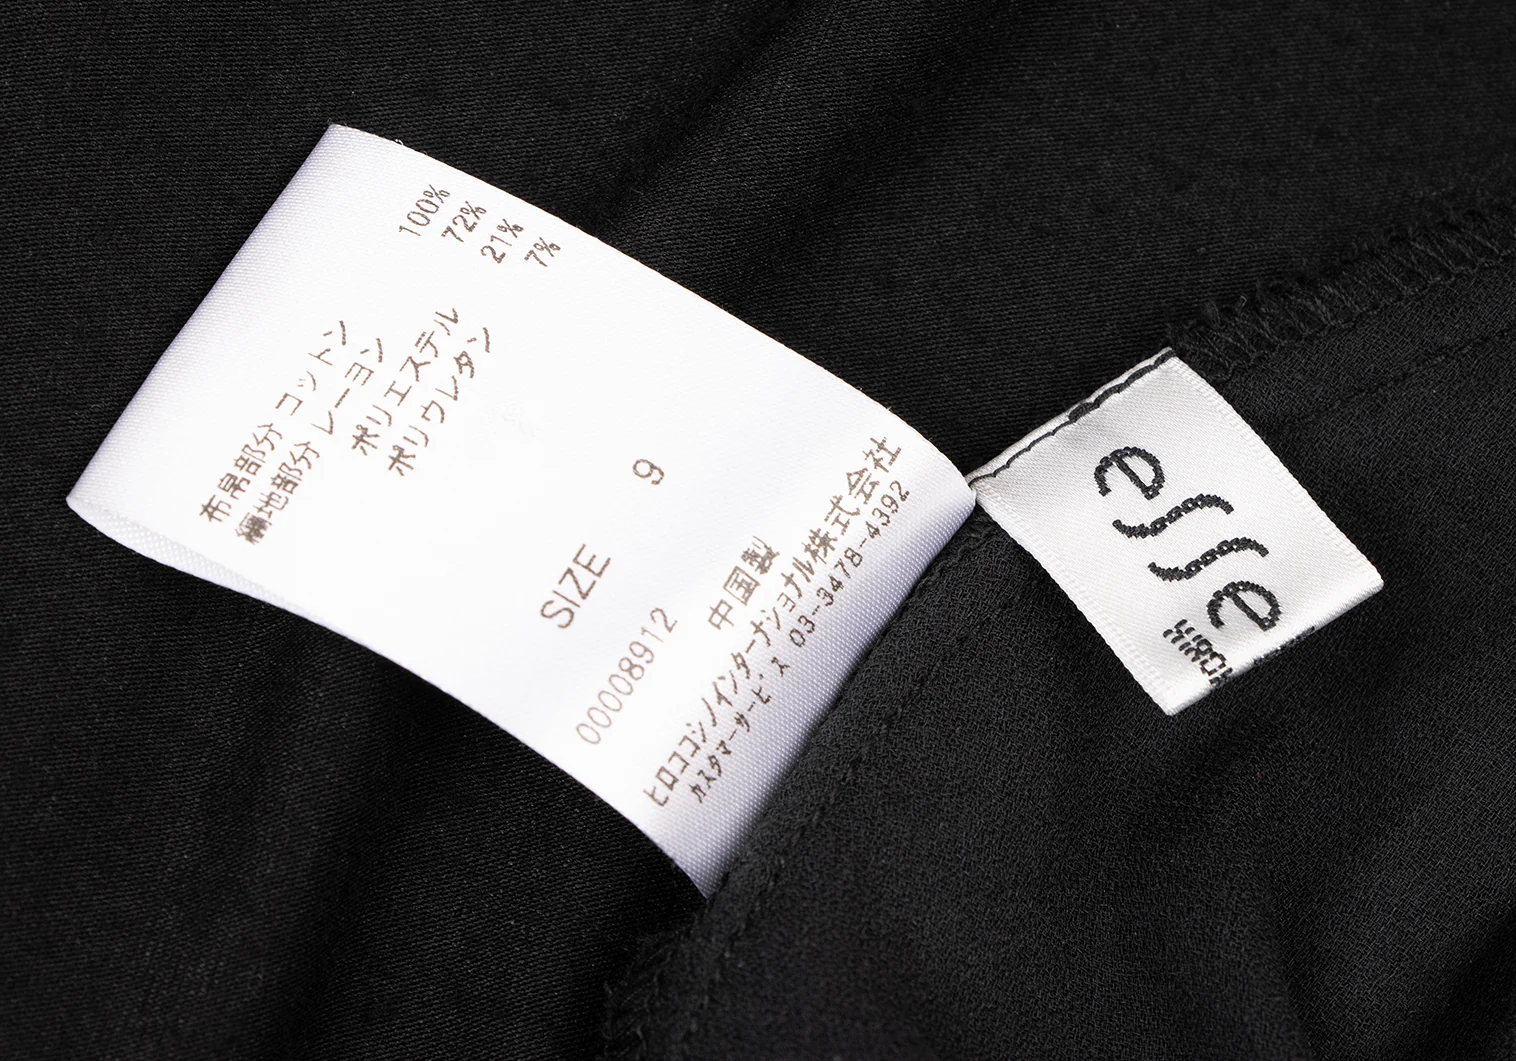 布帛部分 コットン 100%
編地部分 レーヨン 72%
ポリエステル 21%
ポリウレタン 7%
SIZE 9
00008912
中国製
ヒロココシノインターナショナル株式会社
カスタマーサービス 03-3478-4392
esse